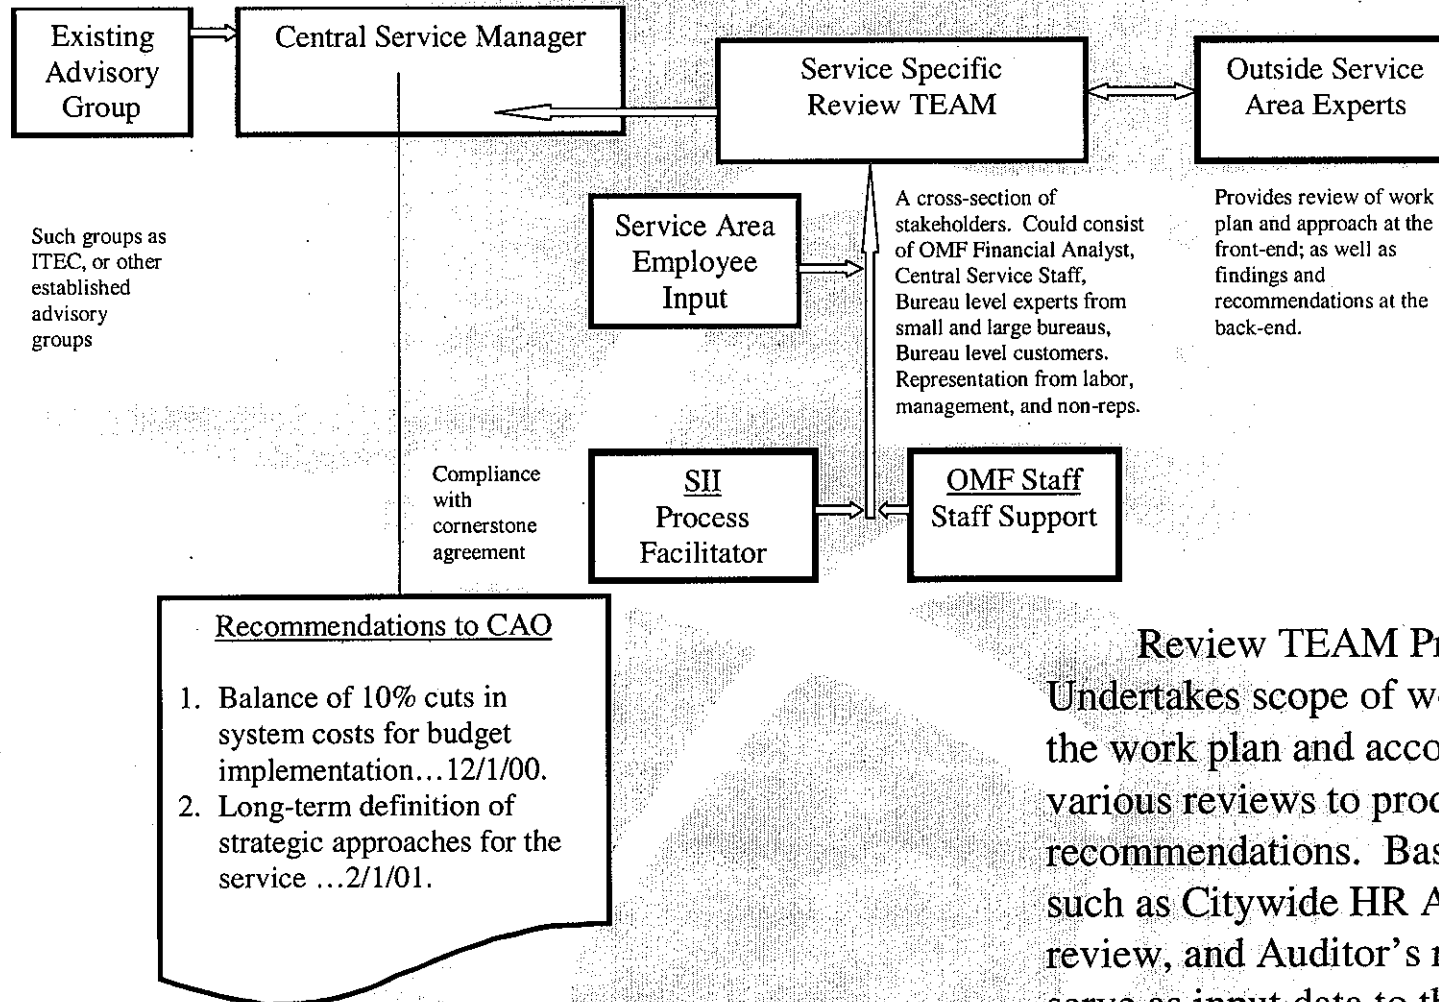 Existing
Advisory
Group
Central Service Manager
Service Specific
Review TEAM
Outside Service
Area Experts
Such groups as
ITEC, or other
established
advisory
groups
Service Area
Employee
Input
A cross-section of
stakeholders. Could consist
of OMF Financial Analyst,
Central Service Staff,
Bureau level experts from
small and large bureaus,
Bureau level customers.
Representation from labor,
management, and non-reps.
Provides review of work
plan and approach at the
front-end; as well as
findings and
recommendations at the
back-end.
Compliance
with
cornerstone
agreement
SII
Process
Facilitator
OMF Staff
Staff Support
Recommendations to CAO
1. Balance of 10% cuts in
system costs for budget
implementation...12/1/00.
2. Long-term definition of
strategic approaches for the
service ...2/1/01.
Review TEAM
Undertakes scope of
the work plan and
various reviews to
recommendations.
such as Citywide HR
review, and Auditor's
serve as input data to